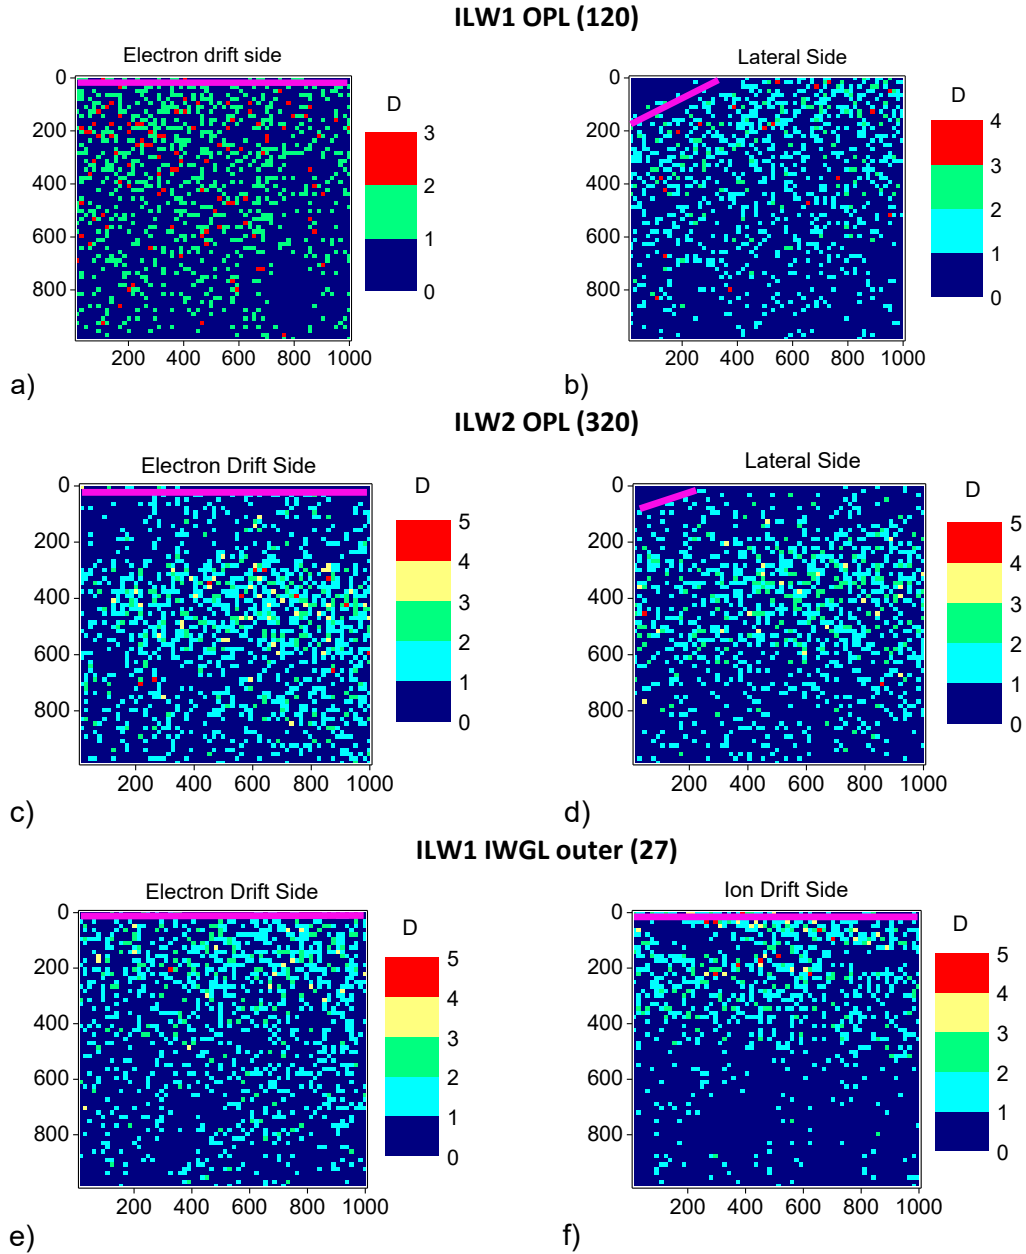 ILW1 OPL (120)
Electron drift side
Lateral Side
0
200
400
600
800
200 400 600 800 1000
D
3
2
1
0
0
200
400
600
800
200 400 600 800 1000
D
4
3
2
1
0
a)
b)
ILW2 OPL (320)
Electron Drift Side
Lateral Side
0
200
400
600
800
200 400 600 800 1000
D
5
4
3
2
1
0
0
200
400
600
800
200 400 600 800 1000
D
5
4
3
2
1
0
c)
d)
ILW1 IWGL outer (27)
Electron Drift Side
Ion Drift Side
0
200
400
600
800
200 400 600 800 1000
D
5
4
3
2
1
0
0
200
400
600
800
200 400 600 800 1000
D
5
4
3
2
1
0
e)
f)